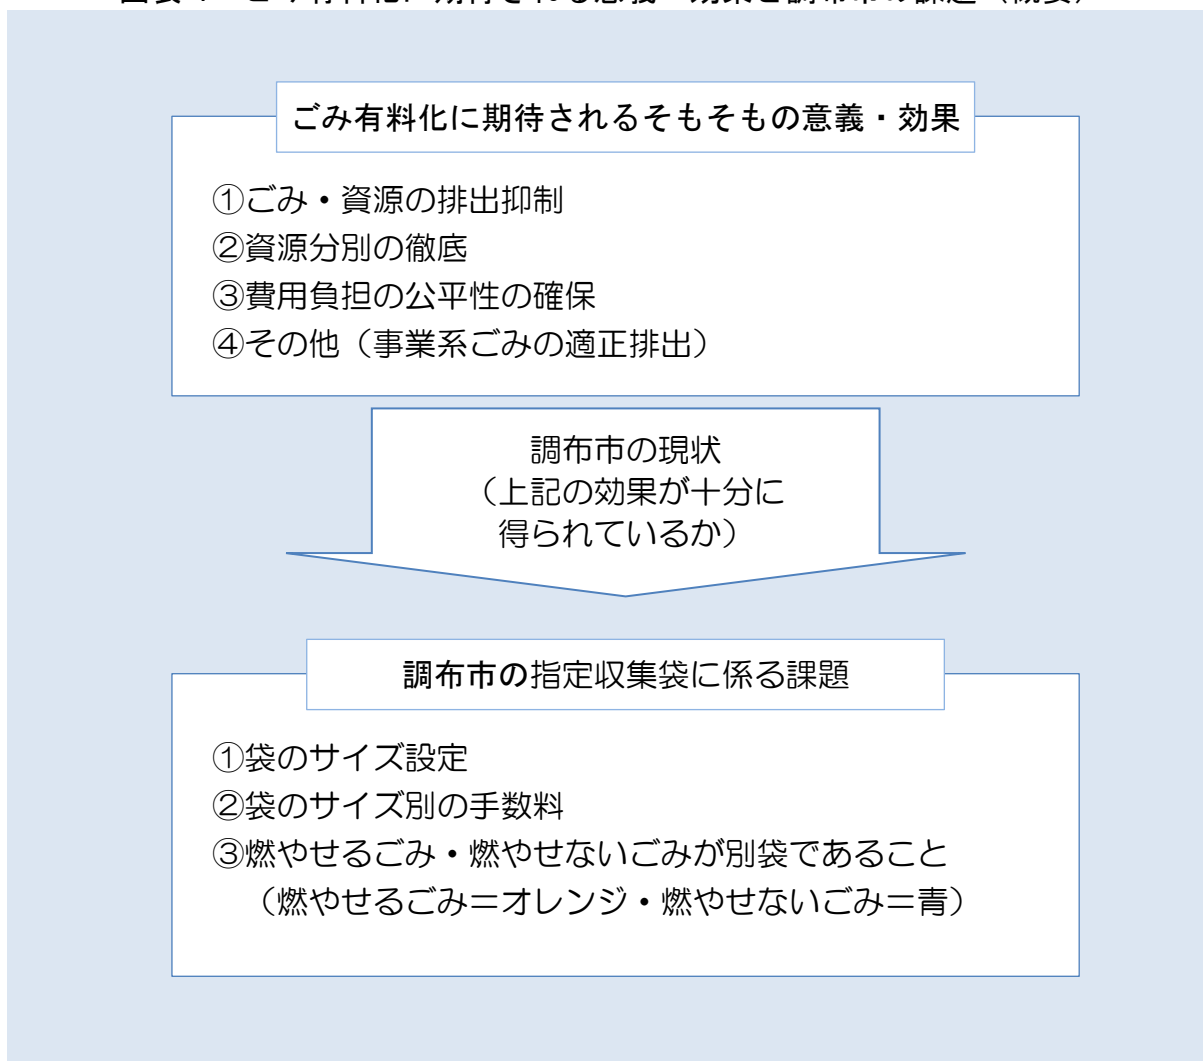 ごみ有料化に期待されるそもそもの意義・効果
①ごみ・資源の排出抑制
②資源分別の徹底
③費用負担の公平性の確保
④その他（事業系ごみの適正排出）
調布市の現状
（上記の効果が十分に
得られているか）
調布市の指定収集袋に係る課題
①袋のサイズ設定
②袋のサイズ別の手数料
③燃やせるごみ・燃やせないごみが別袋であること
（燃やせるごみ＝オレンジ・燃やせないごみ＝青）